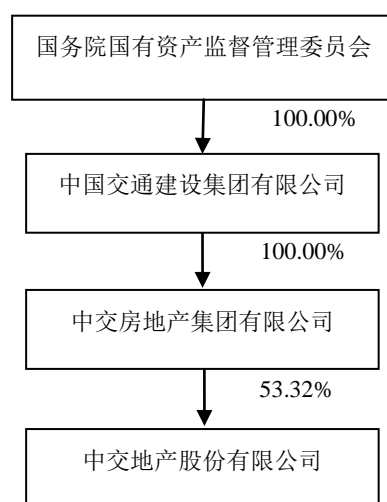 国务院国有资产监督管理委员会
100.00%
中国交通建设集团有限公司
100.00%
中交房地产集团有限公司
53.32%
中交地产股份有限公司